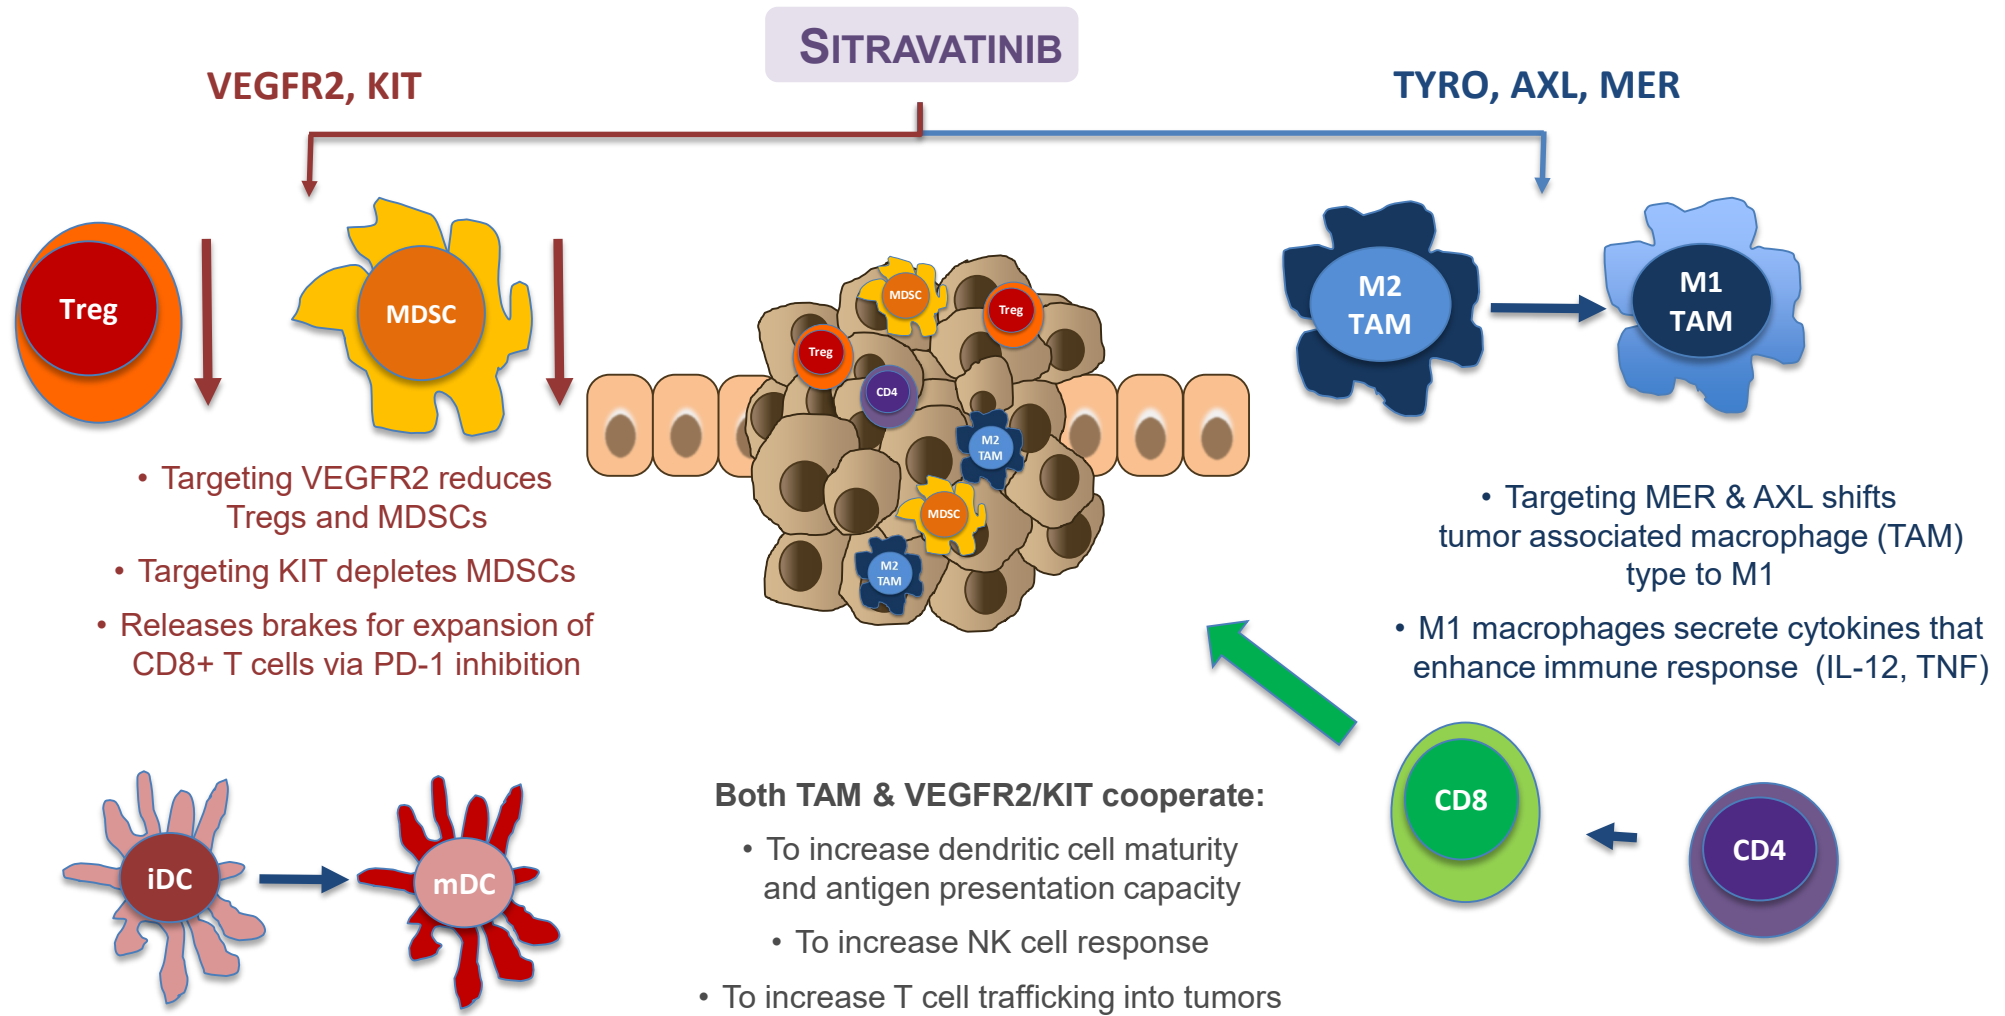 SITRAVATINIB
VEGFR2, KIT
TYRO, AXL, MER
Treg
MDSC
M2
TAM
M1
TAM
MDSC
Treg
Treg
CD4
M2
TAM
MDSC
M2
TAM
• Targeting VEGFR2 reduces
Tregs and MDSCs
• Targeting KIT depletes MDSCs
• Releases brakes for expansion of
CD8+ T cells via PD-1 inhibition
• Targeting MER & AXL shifts
tumor associated macrophage (TAM)
type to M1
• M1 macrophages secrete cytokines that
enhance immune response (IL-12, TNF)
iDC
mDC
Both TAM & VEGFR2/KIT cooperate:
• To increase dendritic cell maturity
and antigen presentation capacity
• To increase NK cell response
• To increase T cell trafficking into tumors
CD8
CD4